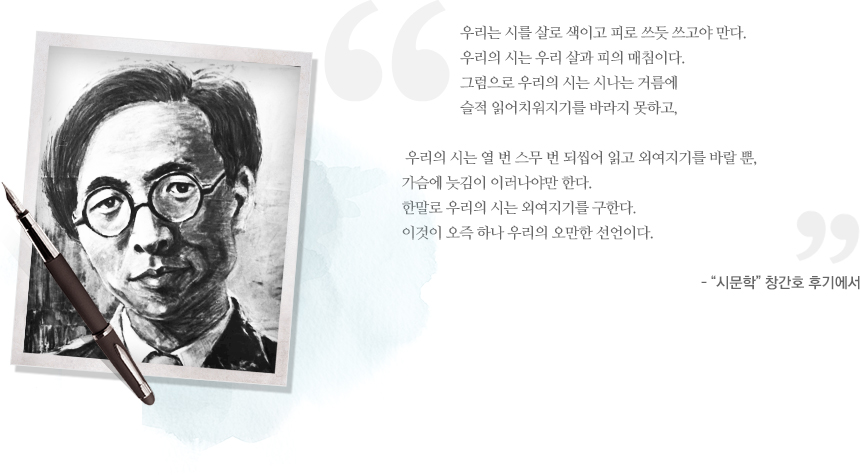 우리는 시를 살로 색이고 피로 쓰듯 쓰고야 만다.
우리의 시는 우리 살과 피의 매침이다.
그럼으로 우리의 시는 시나는 거름에
슬적 읽어치워지기를 바라지 못하고,
우리의 시는 열 번 스무 번 되씹어 읽고 외여지기를 바랄 뿐,
가슴에 늣김이 이러나야만 한다.
한말로 우리의 시는 외여지기를 구한다.
이것이 오즉 하나 우리의 오만한 선언이다.
- “시문학” 창간호 후기에서